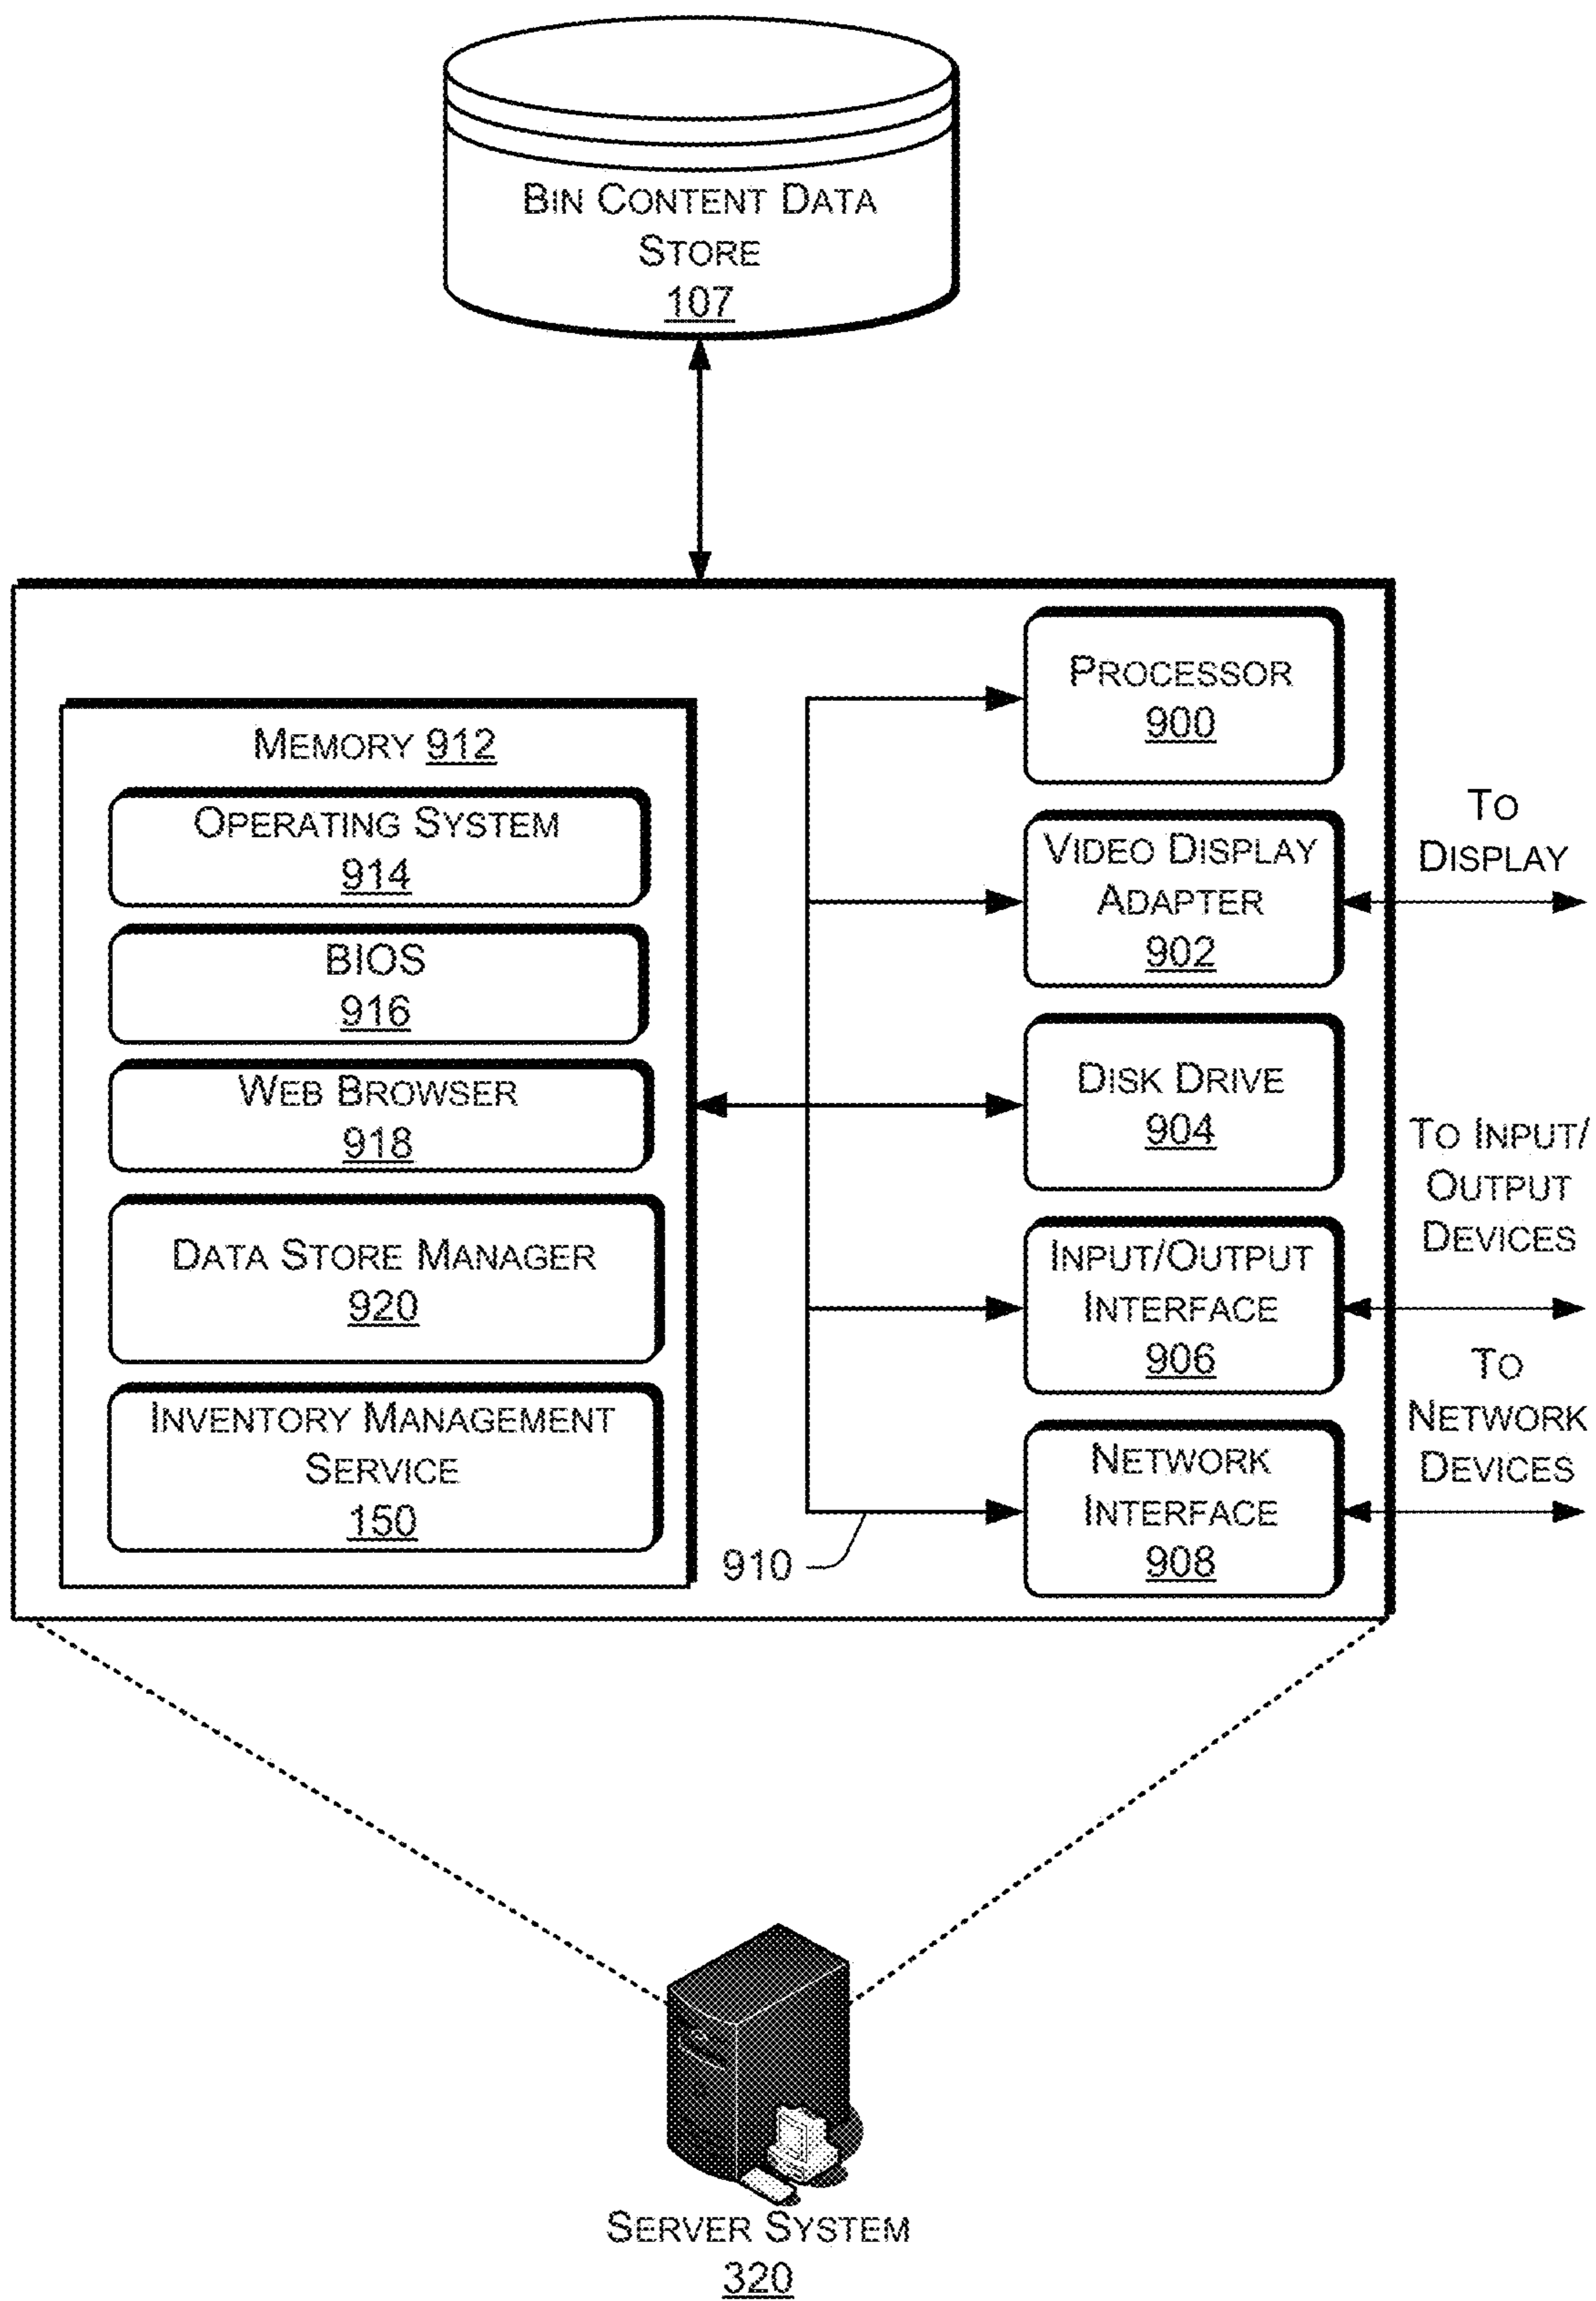 BIN CONTENT DATA
STORE
107
MEMORY 912
OPERATING SYSTEM
914
BIOS
916
WEB BROWSER
918
DATA STORE MANAGER
920
INVENTORY MANAGEMENT
SERVICE
150
PROCESSOR
900
VIDEO DISPLAY
ADAPTER
902
DISK DRIVE
904
INPUT/OUTPUT
INTERFACE
906
NETWORK
INTERFACE
908
910
TO
DISPLAY
TO INPUT/
OUTPUT
DEVICES
TO
NETWORK
DEVICES
SERVER SYSTEM
320